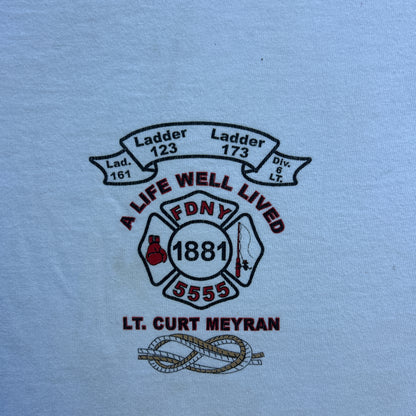 Lad. 161
Ladder 123
Ladder 173
Div. 6 LT.
A LIFE WELL LIVED
FDNY
1881
5555
LT. CURT MEYRAN